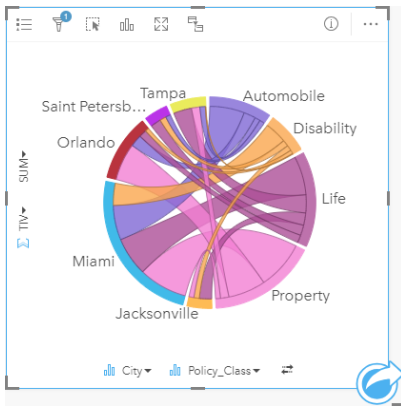 1
Tampa
Automobile
Saint Petersb...
Disability
Orlando
SUM
Life
TIV
Miami
Property
Jacksonville
City
Policy_Class